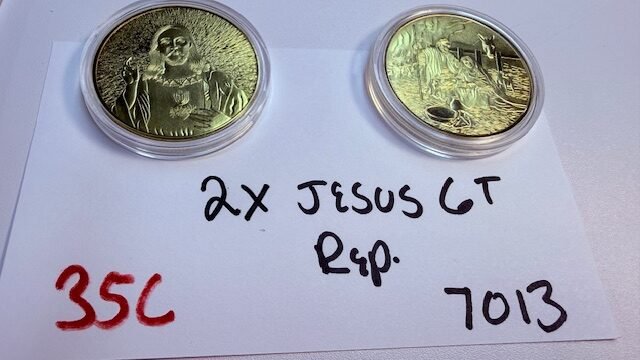 2X JESUS GT
Rep.
35C
7013